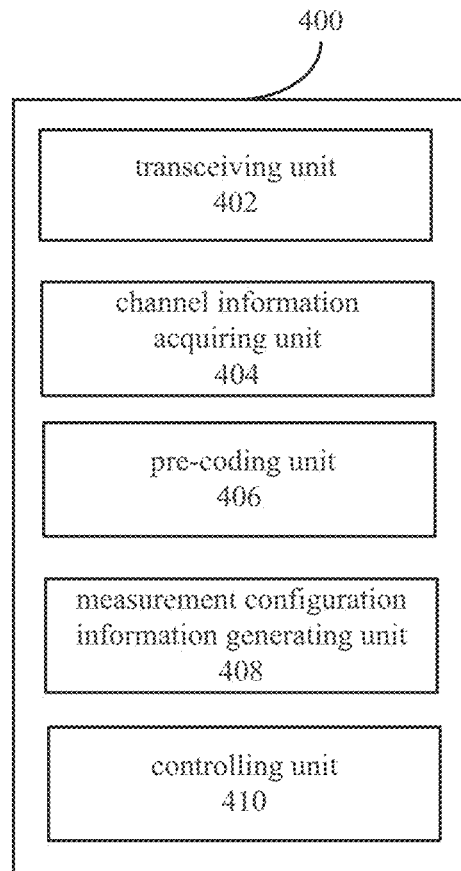 400
transceiving unit
402
channel information
acquiring unit
404
pre-coding unit
406
measurement configuration
information generating unit
408
controlling unit
410